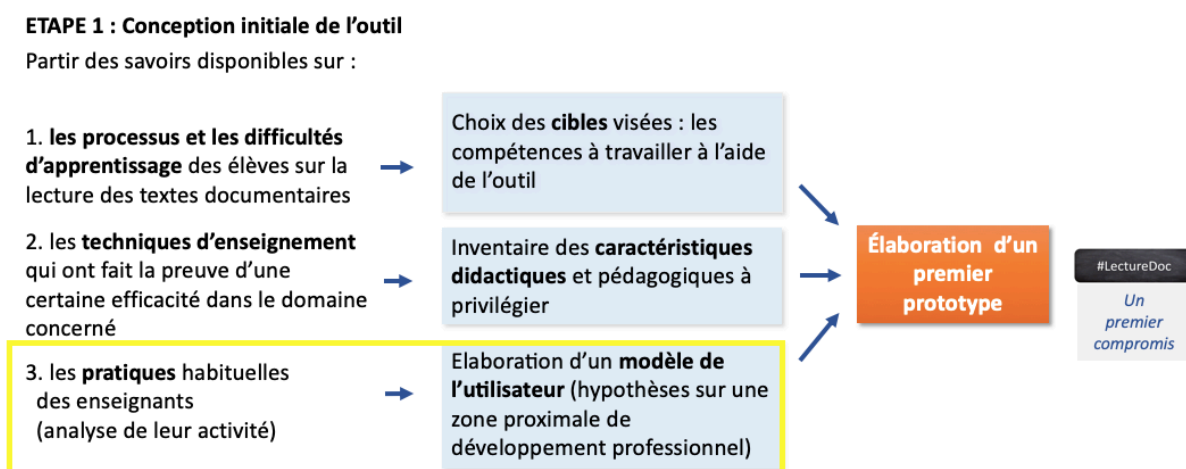 ETAPE 1 : Conception initiale de l'outil
Partir des savoirs disponibles sur :
1. les processus et les difficultés
d'apprentissage des élèves sur la
lecture des textes documentaires
Choix des cibles visées : les
compétences à travailler à l'aide
de l'outil
2. les techniques d'enseignement
qui ont fait la preuve d'une
certaine efficacité dans le domaine
concerné
Inventaire des caractéristiques
didactiques et pédagogiques à
privilégier
3. les pratiques habituelles
des enseignants
(analyse de leur activité)
Elaboration d'un modèle de
l'utilisateur (hypothèses sur une
zone proximale de
développement professionnel)
Élaboration d'un
premier
prototype
#LectureDoc
Un
premier
compromis